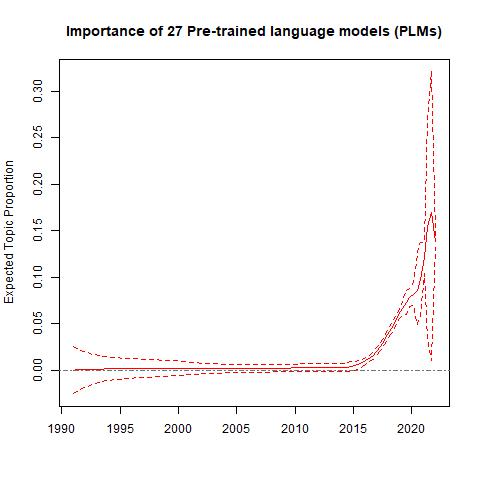 Importance of 27 Pre-trained language models (PLMs)
Expected Topic Proportion
0.30
0.25
0.20
0.15
0.10
0.05
0.00
1990 1995 2000 2005 2010 2015 2020